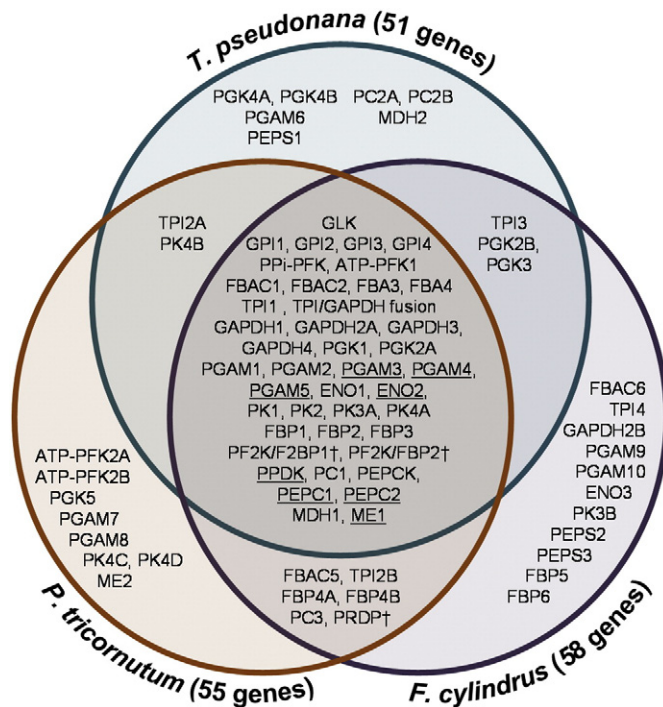 T. pseudonana (51 genes)
PGK4A, PGK4B
PGAM6
PEPS1
PC2A, PC2B
MDH2
TPI2A
PK4B
GLK
GPI1, GPI2, GPI3, GPI4
PPi-PFK, ATP-PFK1
FBAC1, FBAC2, FBA3, FBA4
TPI1 , TPI/GAPDH fusion
GAPDH1, GAPDH2A, GAPDH3,
GAPDH4, PGK1, PGK2A
PGAM1, PGAM2, PGAM3, PGAM4,
PGAM5, ENO1, ENO2,
PK1, PK2, PK3A, PK4A
FBP1, FBP2, FBP3
PF2K/F2BP1†, PF2K/FBP2†
PPDK, PC1, PEPCK,
PEPC1, PEPC2
MDH1, ME1
TPI3
PGK2B,
PGK3
ATP-PFK2A
ATP-PFK2B
PGK5
PGAM7
PGAM8
PK4C, PK4D
ME2
FBAC6
TPI4
GAPDH2B
PGAM9
PGAM10
ENO3
PK3B
PEPS2
PEPS3
FBP5
FBP6
FBAC5, TPI2B
FBP4A, FBP4B
PC3, PRDP†
P. tricornutum (55 genes)
F. cylindrus (58 genes)